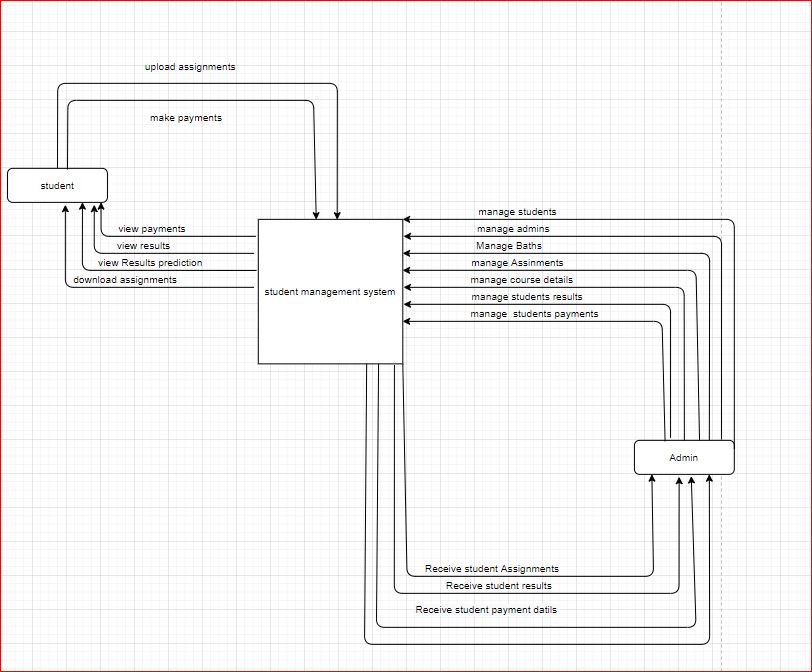 upload assignments
make payments
student
view payments
view results
view Results prediction
download assignments
student management system
manage students
manage admins
Manage Baths
manage Assinments
manage course details
manage students results
manage  students payments
Admin
Receive student Assignments
Receive student results
Receive student payment datils